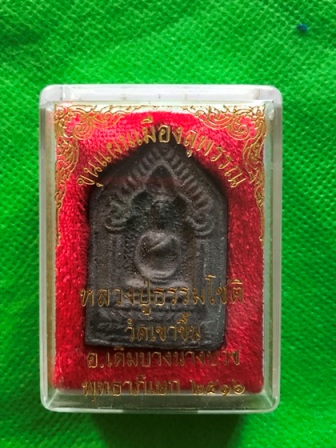 ขุนแผนเมืองสุพรรณ
หลวงปู่ธรรมโชติ
วัดเขาขึ้น
อ.เดิมบางนางบวช
พุทธาภิเษก